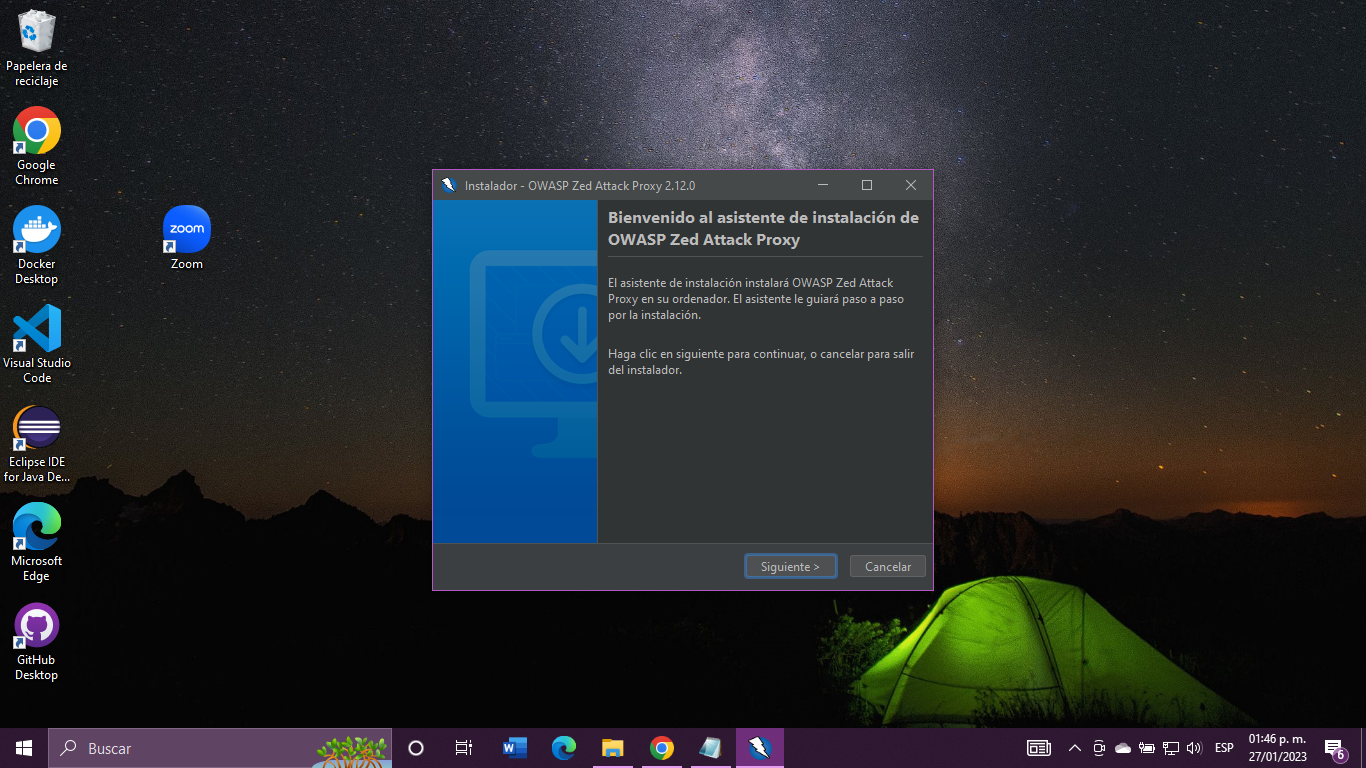 Papelera de
reciclaje
Google
Chrome
Docker
Desktop
zoom
Zoom
Visual Studio
Code
Eclipse IDE
for Java De...
Microsoft
Edge
GitHub
Desktop
Instalador - OWASP Zed Attack Proxy 2.12.0
Bienvenido al asistente de instalación de
OWASP Zed Attack Proxy
El asistente de instalación instalará OWASP Zed Attack
Proxy en su ordenador. El asistente le guiará paso a paso
por la instalación.
Haga clic en siguiente para continuar, o cancelar para salir
del instalador.
Siguiente >
Cancelar
Buscar
W
ESP
01:46 p. m.
27/01/2023
6